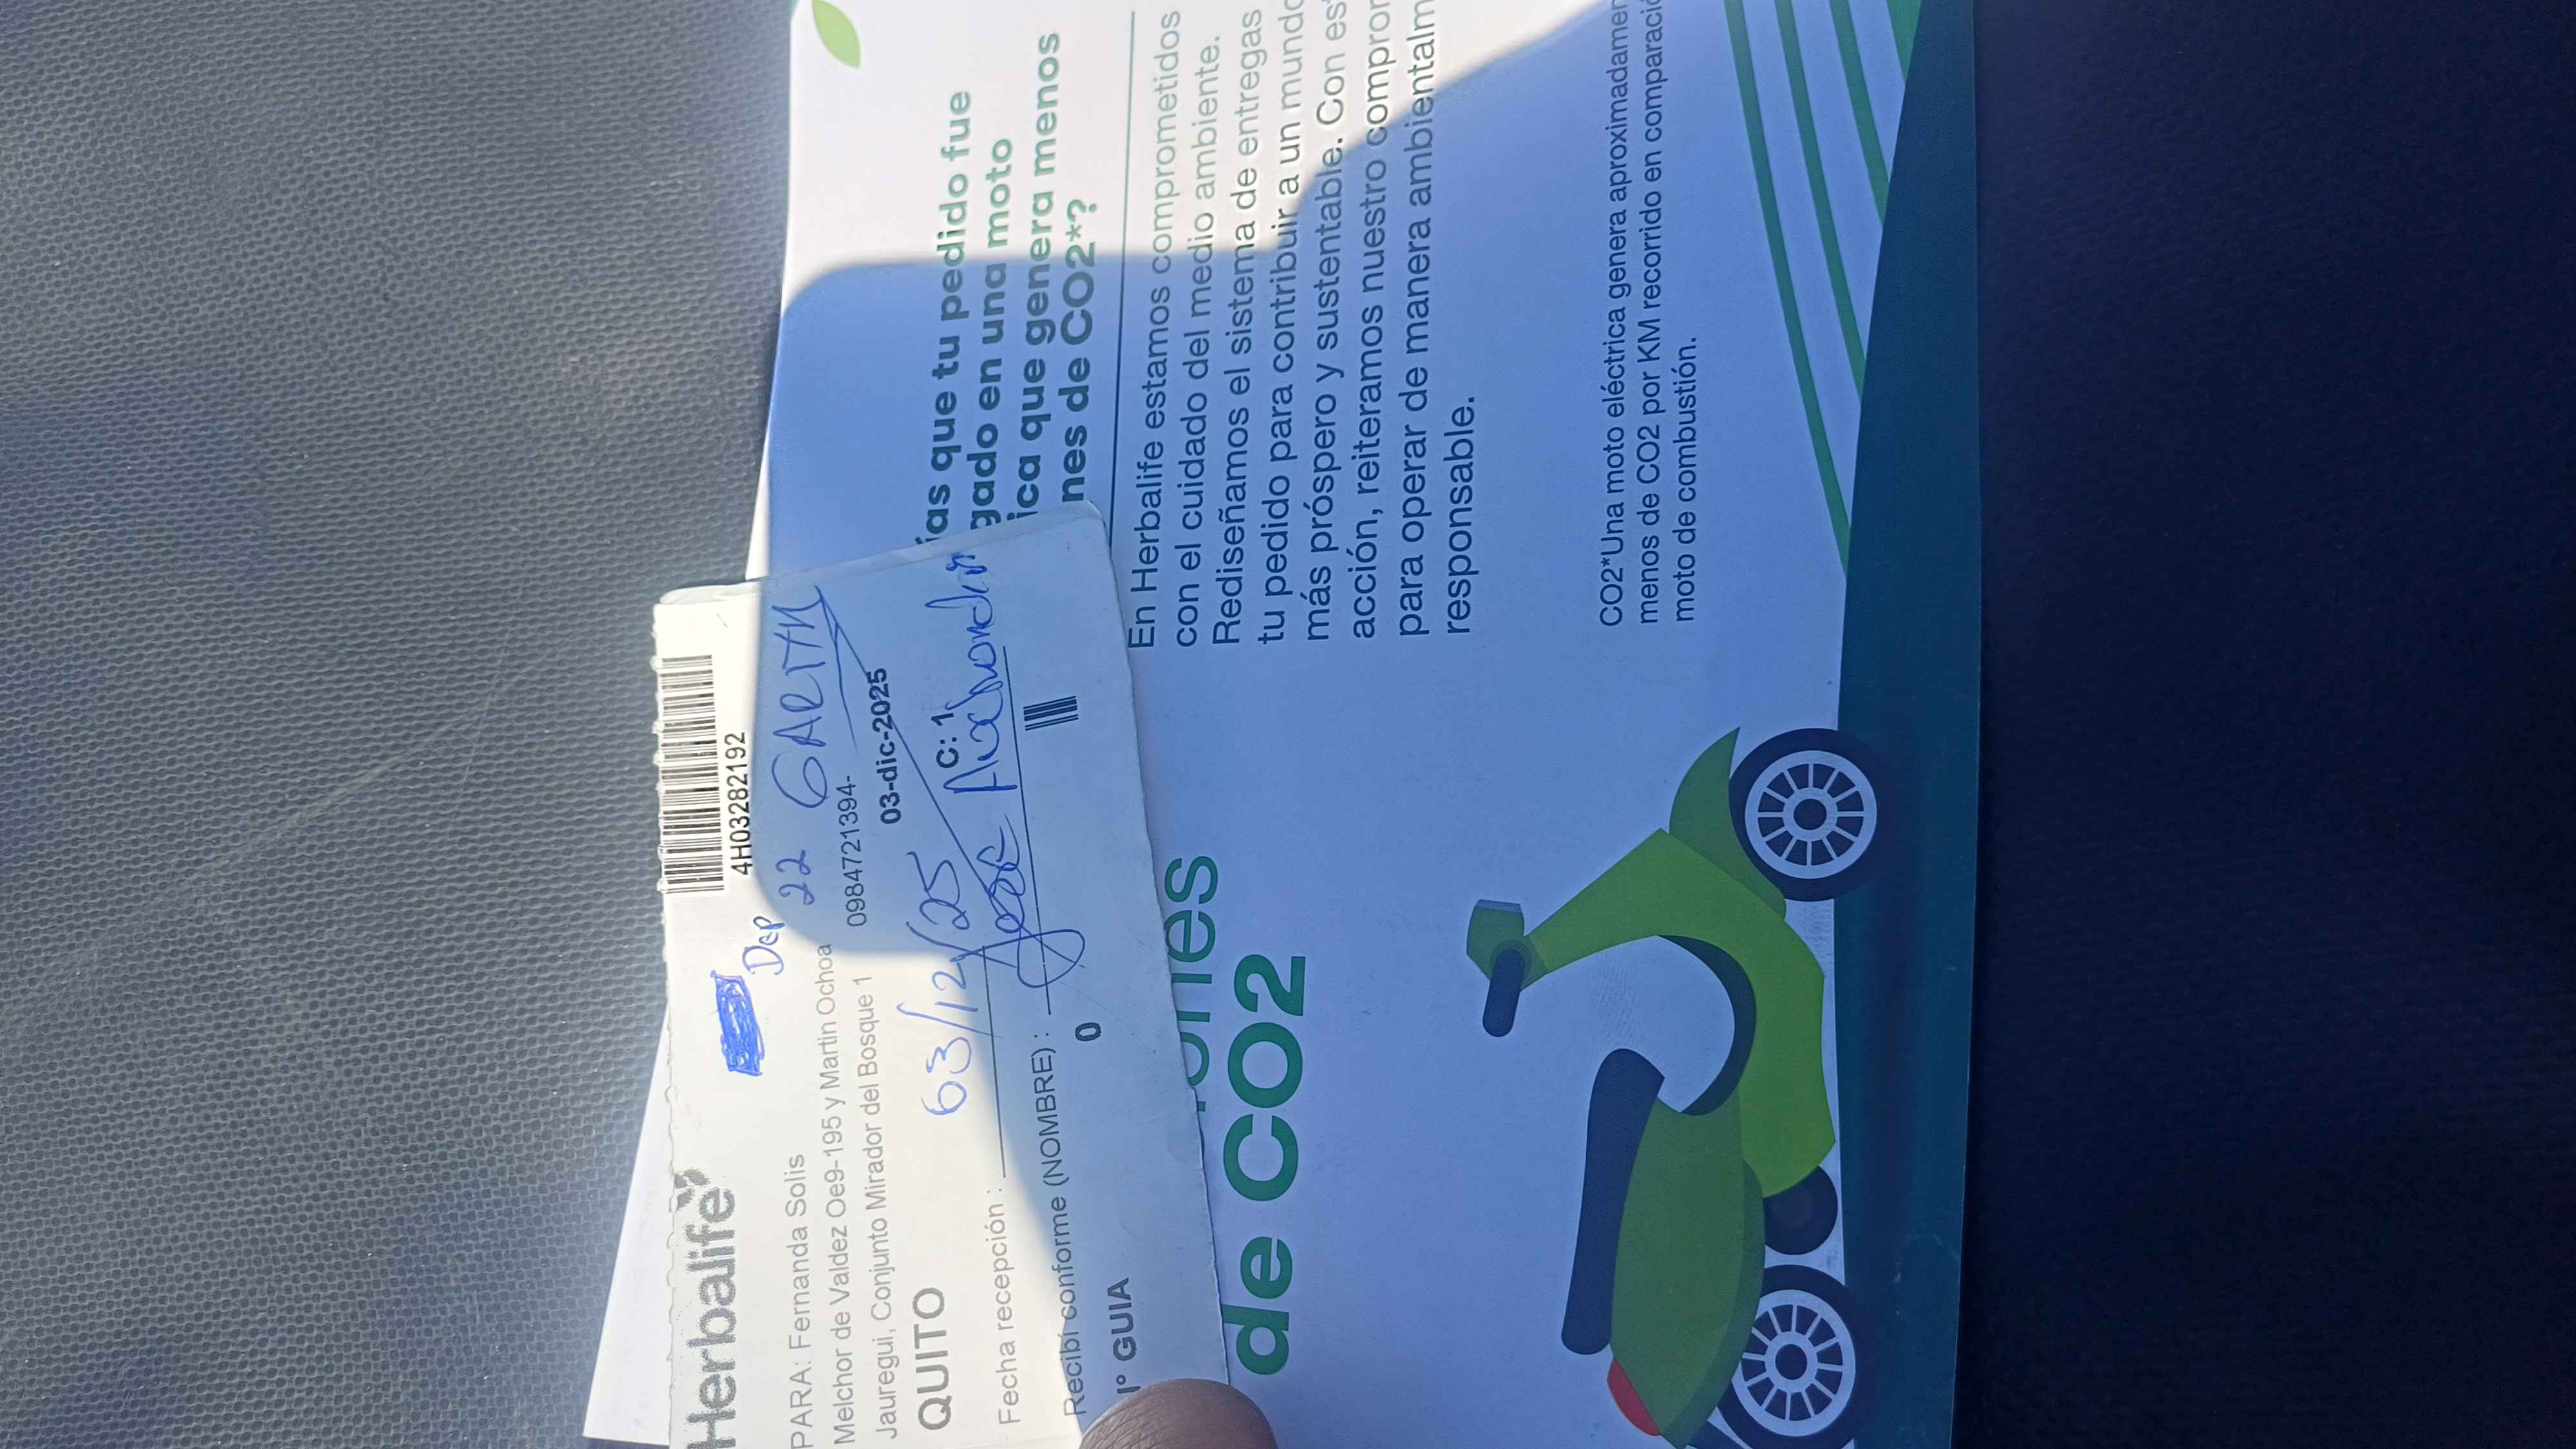 Herbalife
4H03282192
Dep 22 GARITA
PARA: Fernanda Solis
Melchor de Valdez Oe9-195 y Martin Ochoa 0984721394-
Jauregui, Conjunto Mirador del Bosque 1
03-dic-2025
QUITO
Fecha recepción : 03/12/25
C: 1
Recibí conforme (NOMBRE) : Jose
0
° GUIA
ías que tu pedido fue
gado en una moto
ica que genera menos
nes de CO2*?
En Herbalife estamos comprometidos
con el cuidado del medio ambiente.
Rediseñamos el sistema de entregas
tu pedido para contribuir a un mundo
más próspero y sustentable. Con es
acción, reiteramos nuestro compro
para operar de manera ambientalm
responsable.
CO2*Una moto eléctrica genera aproximadamen
menos de CO2 por KM recorrido en comparació
moto de combustión.
ones
de CO2